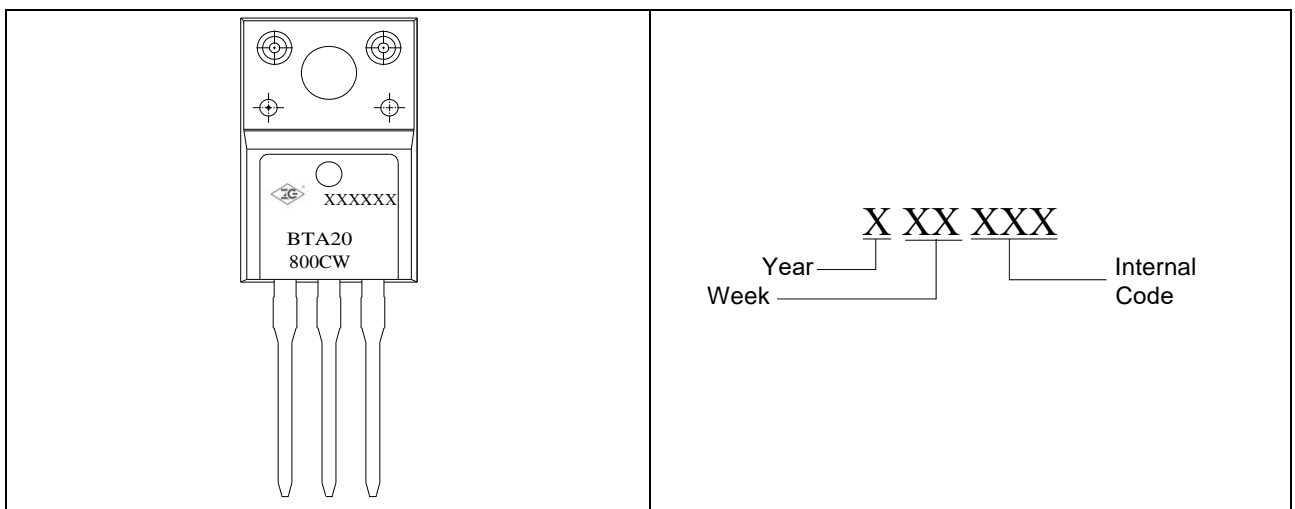 XXXXXX
BTA20
800CW
X XX XXX
Year
Week
Internal
Code